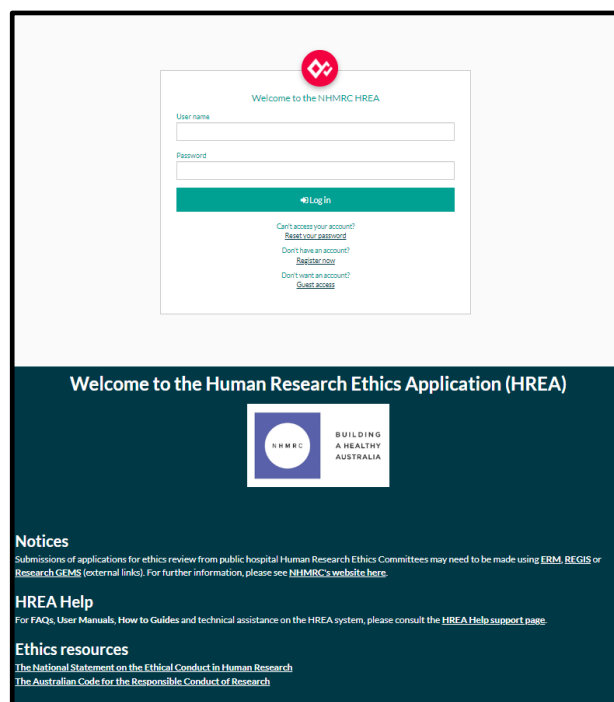 Welcome to the NHMRC HREA
User name
Password
Log in
Can't access your account?
Reset your password
Don't have an account?
Register now
Don't want an account?
Guest access
Welcome to the Human Research Ethics Application (HREA)
NHMRC
BUILDING
A HEALTHY
AUSTRALIA
Notices
Submissions of applications for ethics review from public hospital Human Research Ethics Committees may need to be made using ERM, REGIS or
Research GEMS (external links). For further information, please see NHMRC's website here.
HREA Help
For FAQs, User Manuals, How to Guides and technical assistance on the HREA system, please consult the HREA Help support page.
Ethics resources
The National Statement on the Ethical Conduct in Human Research
The Australian Code for the Responsible Conduct of Research